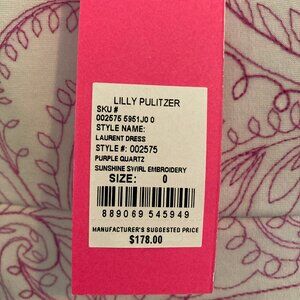 LILLY PULITZER
SKU #
002575 5951J0 0
STYLE NAME:
LAURENT DRESS
STYLE #: 002575
PURPLE QUARTZ
SUNSHINE SWIRL EMBROIDERY
SIZE: 0
889069 545949
MANUFACTURER'S SUGGESTED PRICE
$178.00